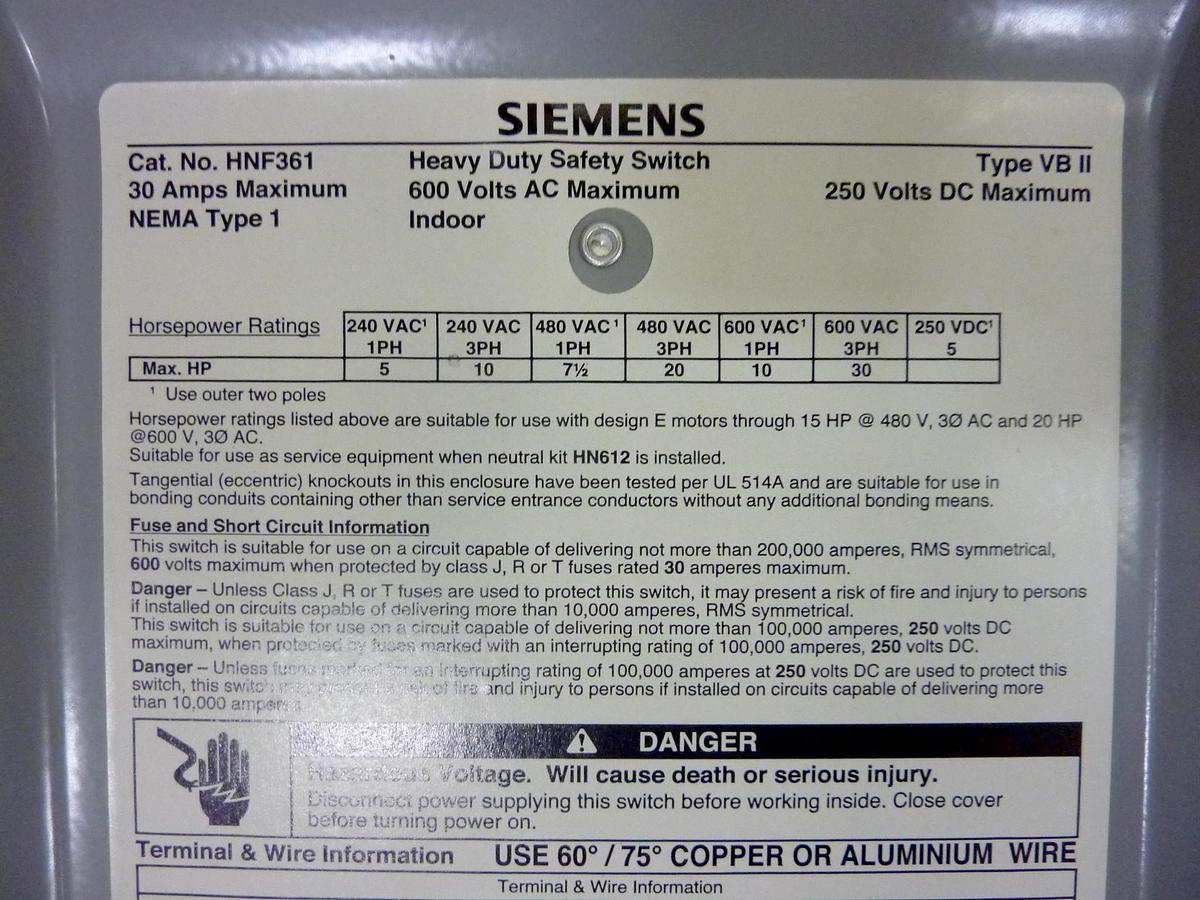 SIEMENS
Cat. No. HNF361 Heavy Duty Safety Switch Type VB II
30 Amps Maximum 600 Volts AC Maximum 250 Volts DC Maximum
NEMA Type 1 Indoor
Horsepower Ratings 240 VAC¹ 240 VAC 480 VAC¹ 480 VAC 600 VAC¹ 600 VAC 250 VDC¹
1PH 3PH 1PH 3PH 1PH 3PH 5
Max. HP 5 10 7½ 20 10 30
¹ Use outer two poles
Horsepower ratings listed above are suitable for use with design E motors through 15 HP @ 480 V, 3Ø AC and 20 HP
@600 V, 3Ø AC.
Suitable for use as service equipment when neutral kit HN612 is installed.
Tangential (eccentric) knockouts in this enclosure have been tested per UL 514A and are suitable for use in
bonding conduits containing other than service entrance conductors without any additional bonding means.
Fuse and Short Circuit Information
This switch is suitable for use on a circuit capable of delivering not more than 200,000 amperes, RMS symmetrical,
600 volts maximum when protected by class J, R or T fuses rated 30 amperes maximum.
Danger – Unless Class J, R or T fuses are used to protect this switch, it may present a risk of fire and injury to persons
if installed on circuits capable of delivering more than 10,000 amperes, RMS symmetrical.
This switch is suitable for use on a circuit capable of delivering not more than 100,000 amperes, 250 volts DC
maximum, when protected by fuses marked with an interrupting rating of 100,000 amperes, 250 volts DC.
Danger – Unless fuses marked for an interrupting rating of 100,000 amperes at 250 volts DC are used to protect this
switch, this switch may present a risk of fire and injury to persons if installed on circuits capable of delivering more
than 10,000 amperes.
DANGER
Hazardous Voltage. Will cause death or serious injury.
Disconnect power supplying this switch before working inside. Close cover
before turning power on.
Terminal & Wire Information USE 60° / 75° COPPER OR ALUMINIUM WIRE
Terminal & Wire Information